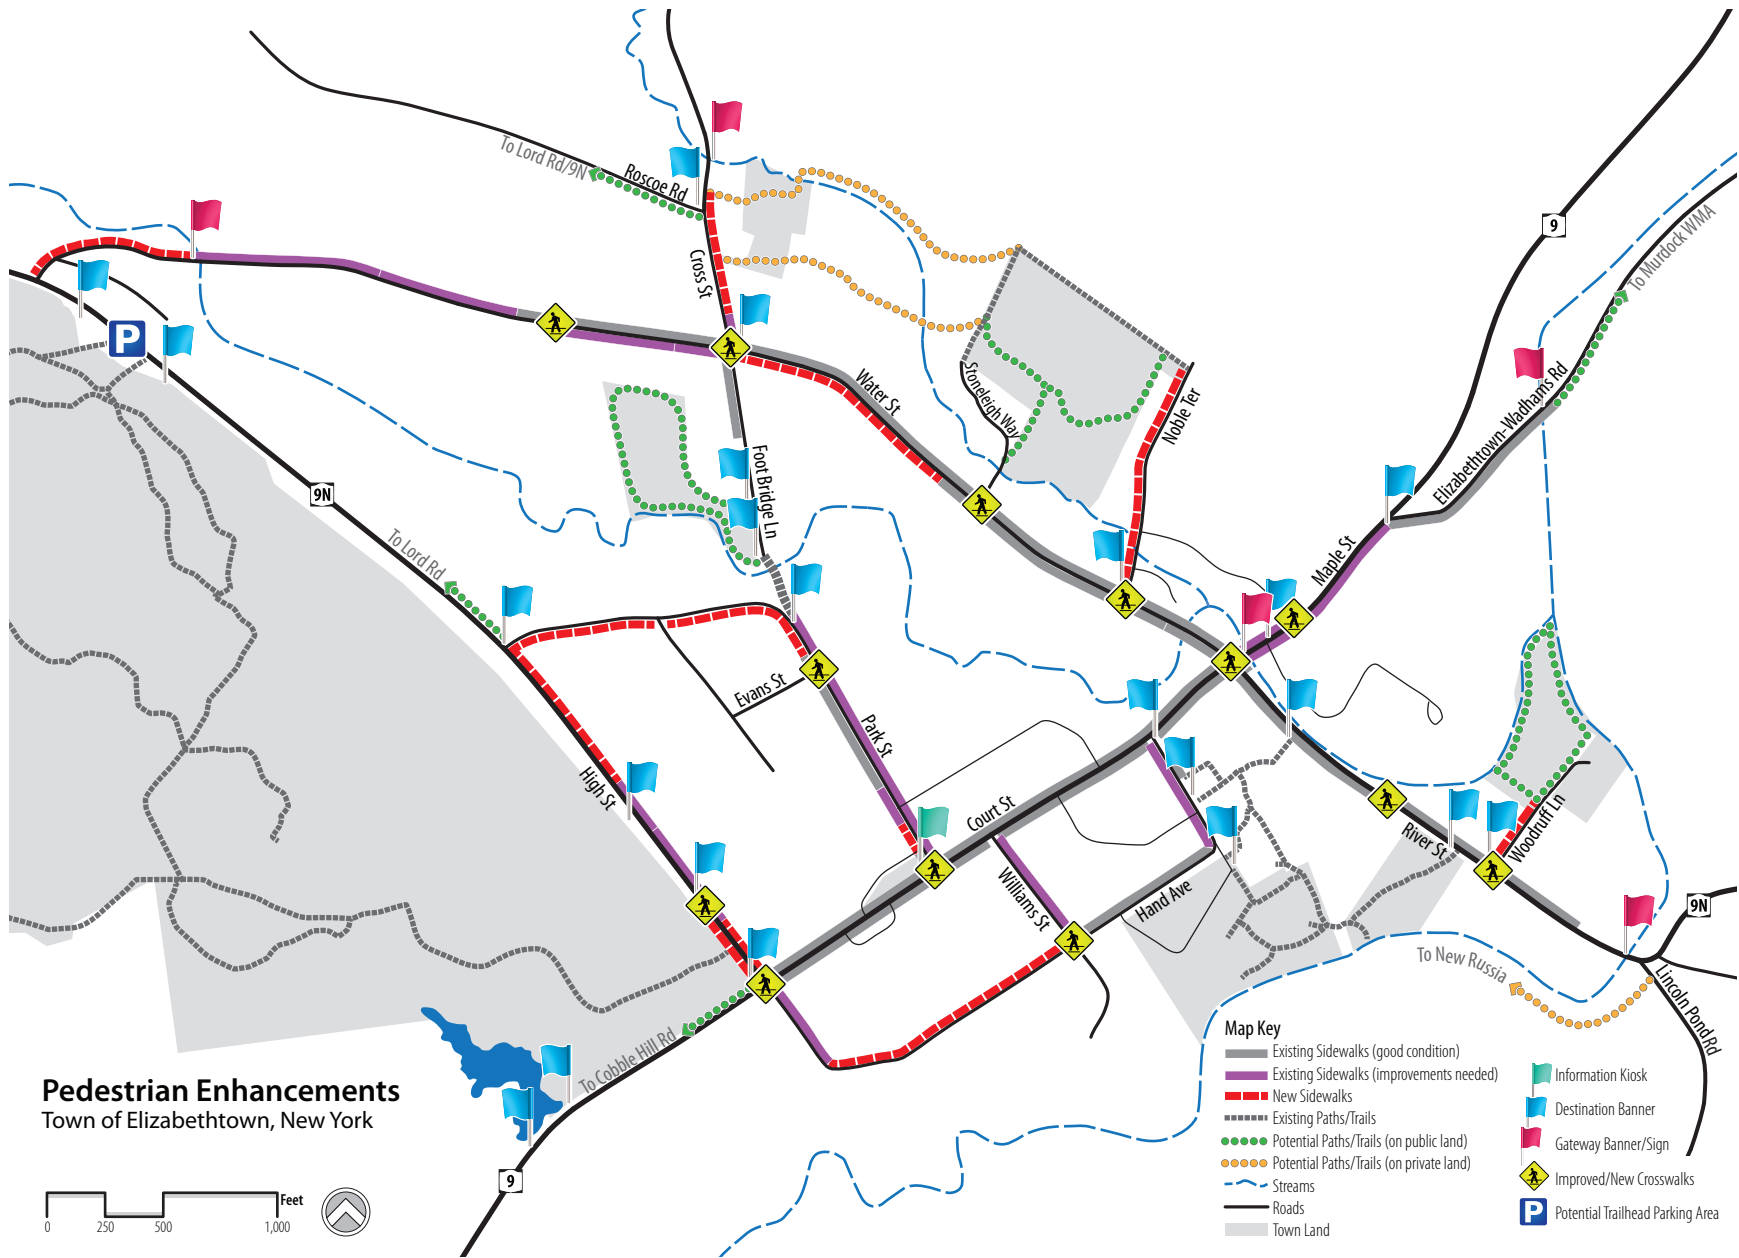 To Lord Rd/9N
Roscoe Rd
Cross St
9
To Murdock WMA
Elizabethtown-Wadhams Rd
P
Water St
Stoneleigh Way
Noble Ter
9N
Foot Bridge Ln
To Lord Rd
Maple St
Evans St
Park St
High St
Court St
River St
Woodruff Ln
Williams St
Hand Ave
9N
To New Russia
Lincoln Pond Rd
To Cobble Hill Rd
9
Pedestrian Enhancements
Town of Elizabethtown, New York
Feet
0 250 500 1,000
Map Key
Existing Sidewalks (good condition)
Existing Sidewalks (improvements needed)
New Sidewalks
Existing Paths/Trails
Potential Paths/Trails (on public land)
Potential Paths/Trails (on private land)
Streams
Roads
Town Land
Information Kiosk
Destination Banner
Gateway Banner/Sign
Improved/New Crosswalks
P Potential Trailhead Parking Area